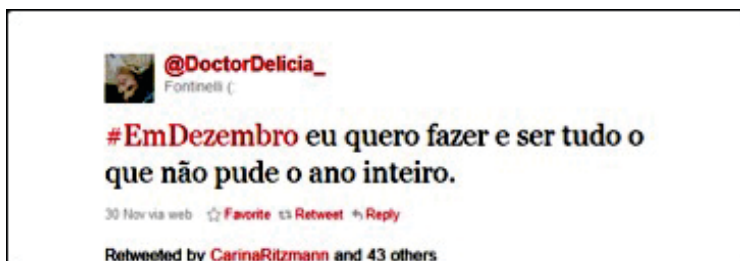 @DoctorDelicia_
Fontinelli (:
#EmDezembro eu quero fazer e ser tudo o
que não pude o ano inteiro.
30 Nov via web Favorite Retweet Reply
Retweeted by CarinaRitzmann and 43 others